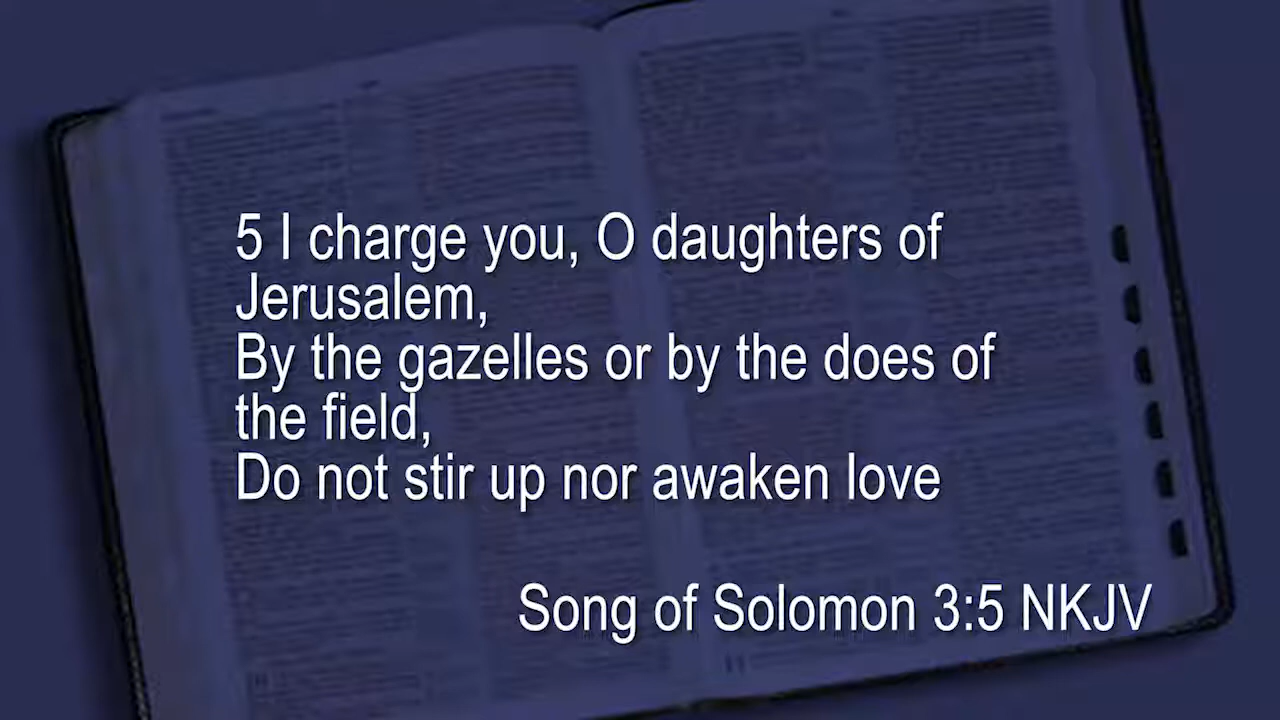 5 I charge you, O daughters of
Jerusalem,
By the gazelles or by the does of
the field,
Do not stir up nor awaken love
Song of Solomon 3:5 NKJV